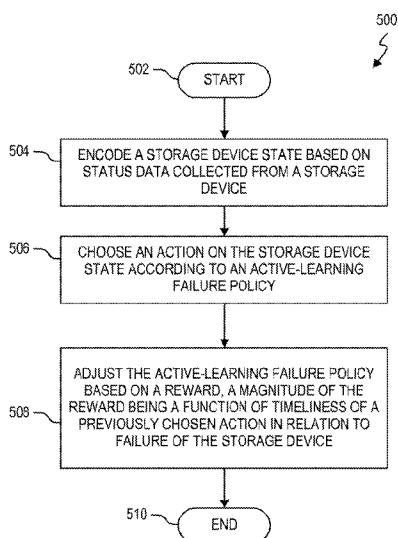 500
502
START
504
ENCODE A STORAGE DEVICE STATE BASED ON
STATUS DATA COLLECTED FROM A STORAGE
DEVICE
506
CHOOSE AN ACTION ON THE STORAGE DEVICE
STATE ACCORDING TO AN ACTIVE-LEARNING
FAILURE POLICY
508
ADJUST THE ACTIVE-LEARNING FAILURE POLICY
BASED ON A REWARD, A MAGNITUDE OF THE
REWARD BEING A FUNCTION OF TIMELINESS OF A
PREVIOUSLY CHOSEN ACTION IN RELATION TO
FAILURE OF THE STORAGE DEVICE
510
END